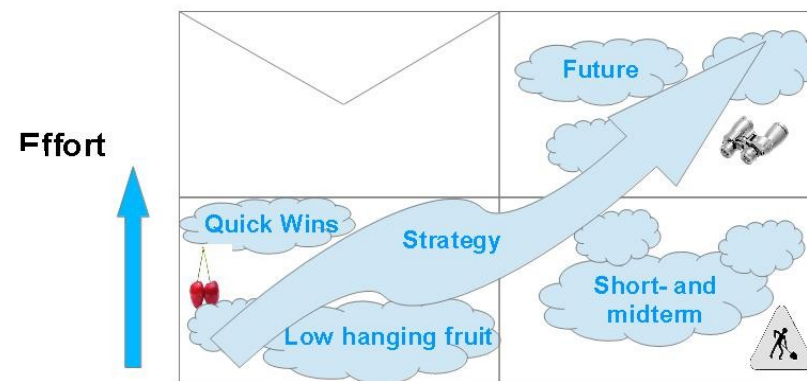 Future
Effort
Quick Wins
Strategy
Short- and
midterm
Low hanging fruit